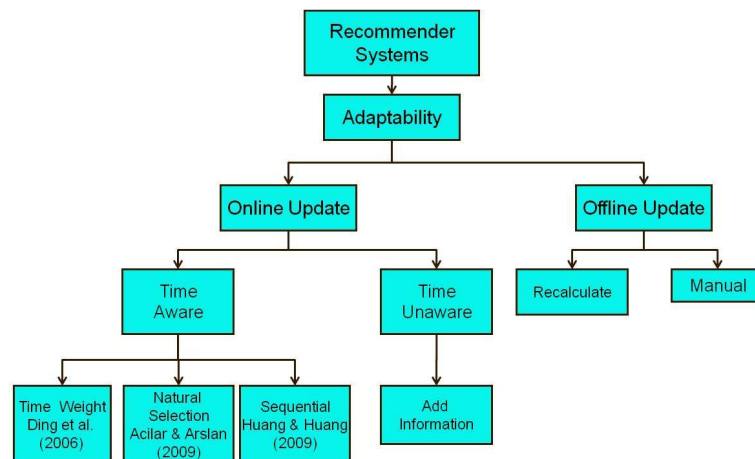 Recommender
Systems
Adaptability
Online Update
Offline Update
Time
Aware
Time
Unaware
Recalculate
Manual
Time Weight
Ding et al.
(2006)
Natural
Selection
Acilar & Arslan
(2009)
Sequential
Huang & Huang
(2009)
Add
Information